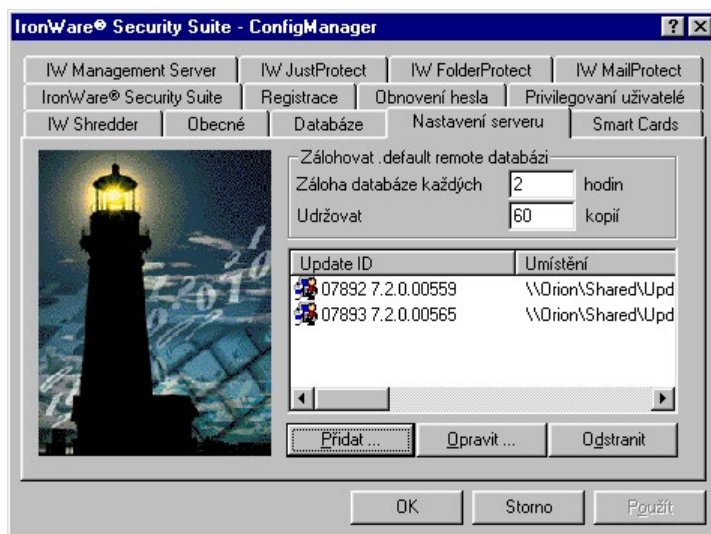 IronWare® Security Suite - ConfigManager
IW Management Server IW JustProtect IW FolderProtect IW MailProtect
IronWare® Security Suite Registrace Obnovení hesla Privilegovaní uživatelé
IW Shredder Obecné Databáze Nastavení serveru Smart Cards
Zálohovat .default remote databázi
Záloha databáze každých 2 hodin
Udržovat 60 kopií
Update ID Umístění
07892 7.2.0.00559 \\Orion\Shared\Upd
07893 7.2.0.00565 \\Orion\Shared\Upd
Přidat ... Opravit ... Odstranit
OK Storno Použít